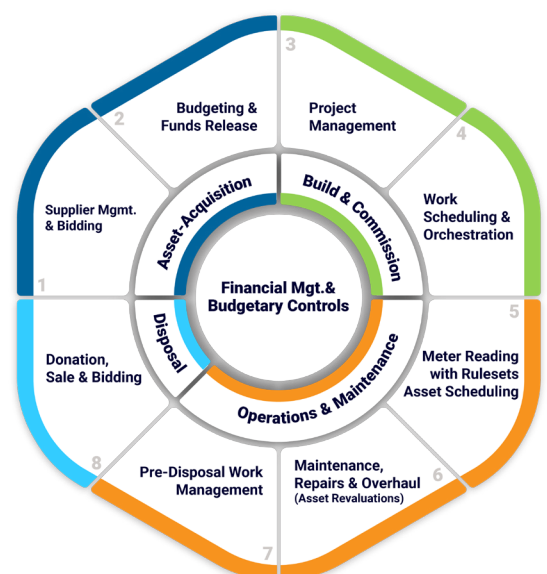 3
Budgeting &
Funds Release
Project
Management
2
4
Supplier Mgmt.
& Bidding
Asset-Acquisition
Build & Commission
Work
Scheduling &
Orchestration
1
Financial Mgt.&
Budgetary Controls
5
Donation,
Sale & Bidding
Disposal
Operations & Maintenance
Meter Reading
with Rulesets
Asset Scheduling
8
Pre-Disposal Work
Management
Maintenance,
Repairs & Overhaul
(Asset Revaluations)
6
7